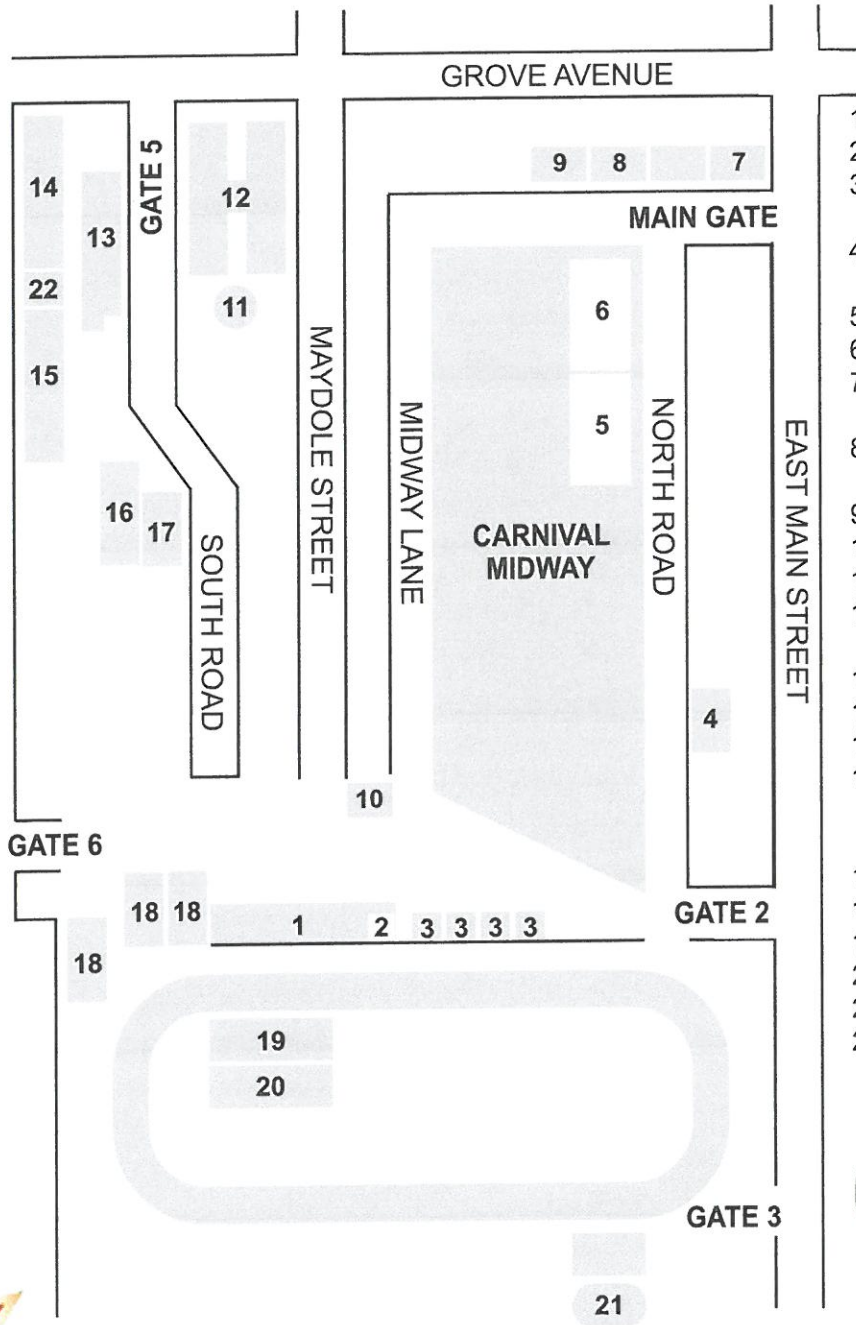 GROVE AVENUE
14
13
GATE 5
12
9 8 7
MAIN GATE
22
11
6
15
MAYDOLE STREET
MIDWAY LANE
5
NORTH ROAD
EAST MAIN STREET
16 17
SOUTH ROAD
CARNIVAL
MIDWAY
4
10
GATE 6
18 18 1 2 3 3 3 3
GATE 2
18
19
20
GATE 3
21